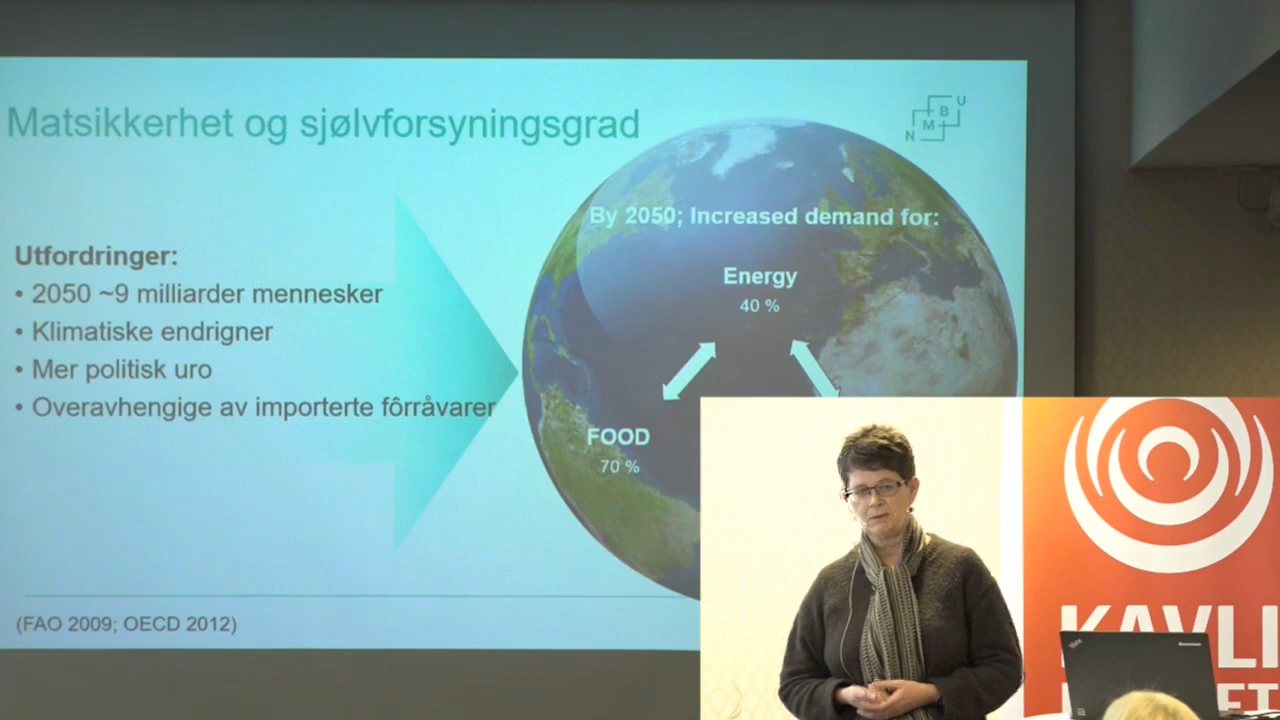 Matsikkerhet og sjølvforsyningsgrad
N M B U
By 2050; Increased demand for:
Utfordringer:
• 2050 ~9 milliarder mennesker
• Klimatiske endrigner
• Mer politisk uro
• Overavhengige av importerte fôrråvarer
Energy
40 %
FOOD
70 %
(FAO 2009; OECD 2012)
KAVLI